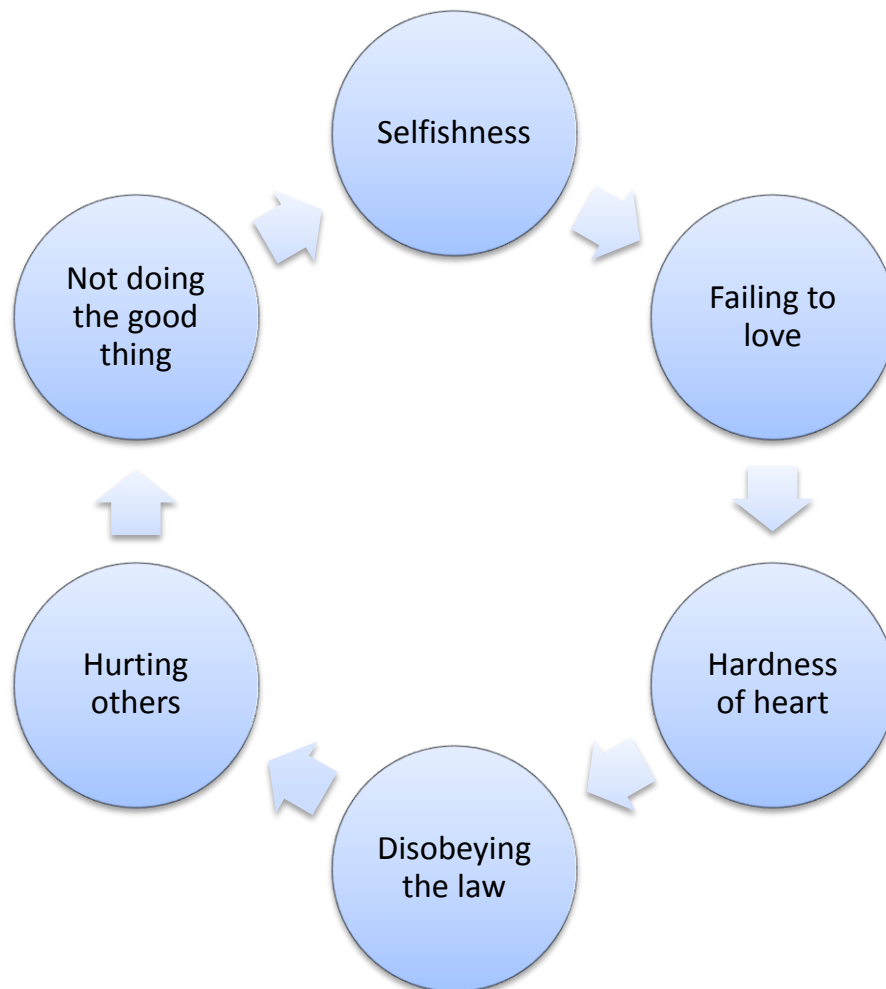 Selfishness
Failing to
love
Hardness
of heart
Disobeying
the law
Hurting
others
Not doing
the good
thing